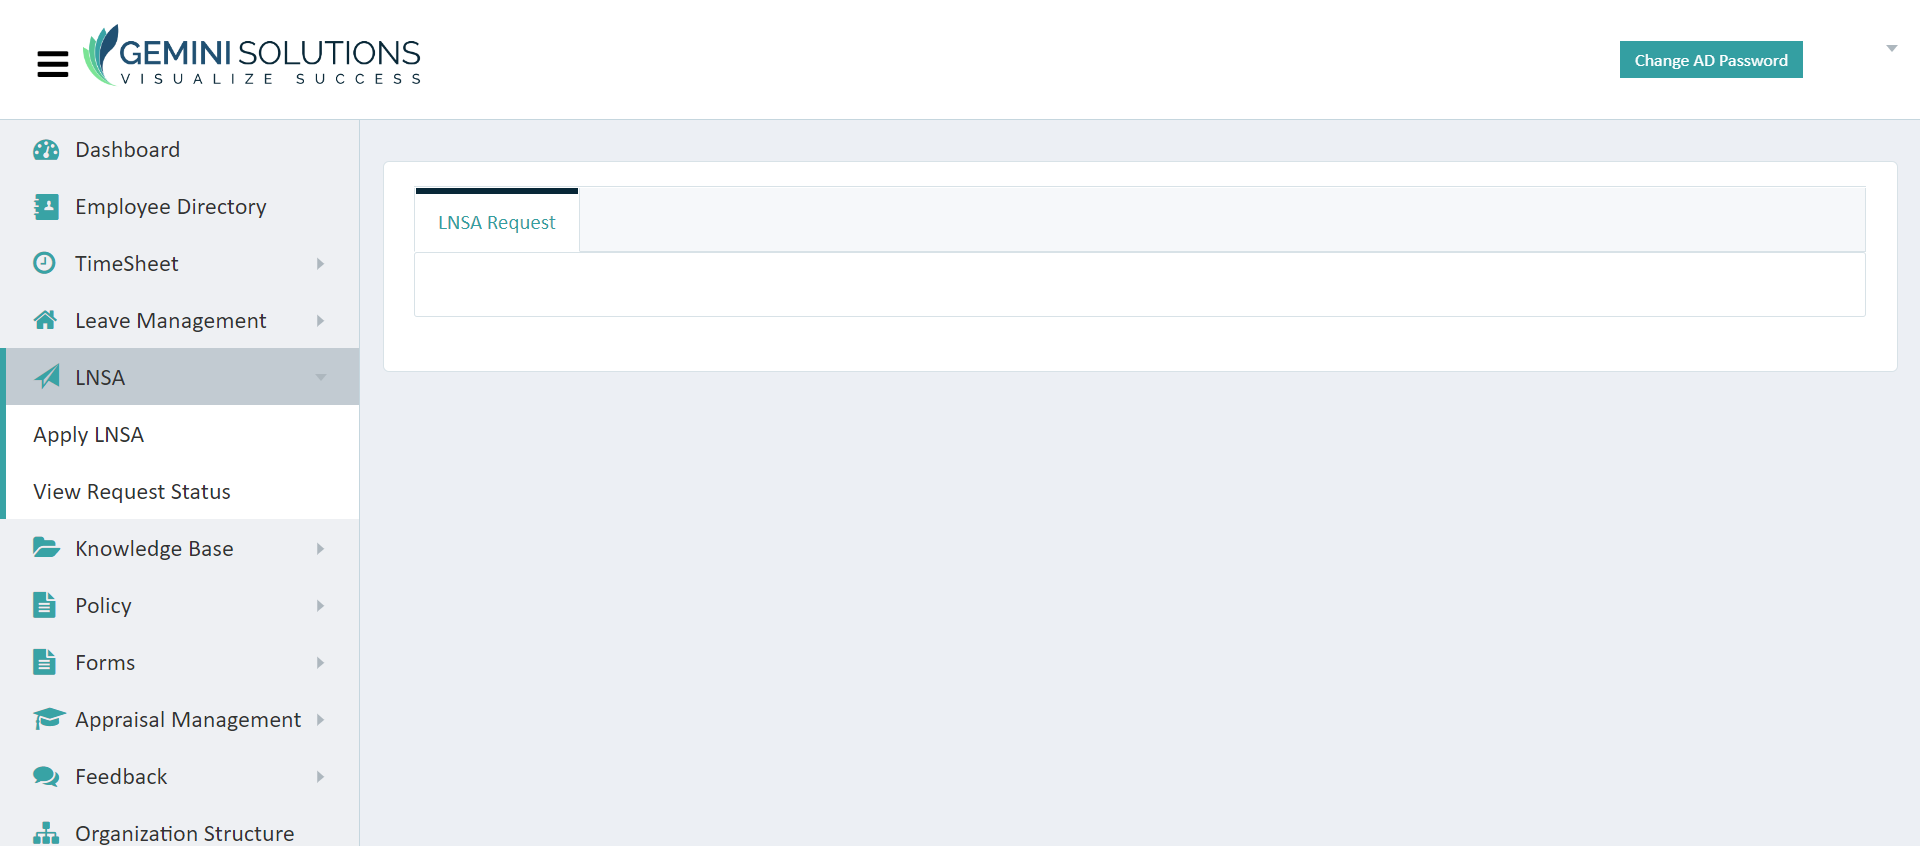 GEMINI SOLUTIONS
VISUALIZE SUCCESS
Change AD Password
Dashboard
Employee Directory
TimeSheet
Leave Management
LNSA
Apply LNSA
View Request Status
Knowledge Base
Policy
Forms
Appraisal Management
Feedback
Organization Structure
LNSA Request